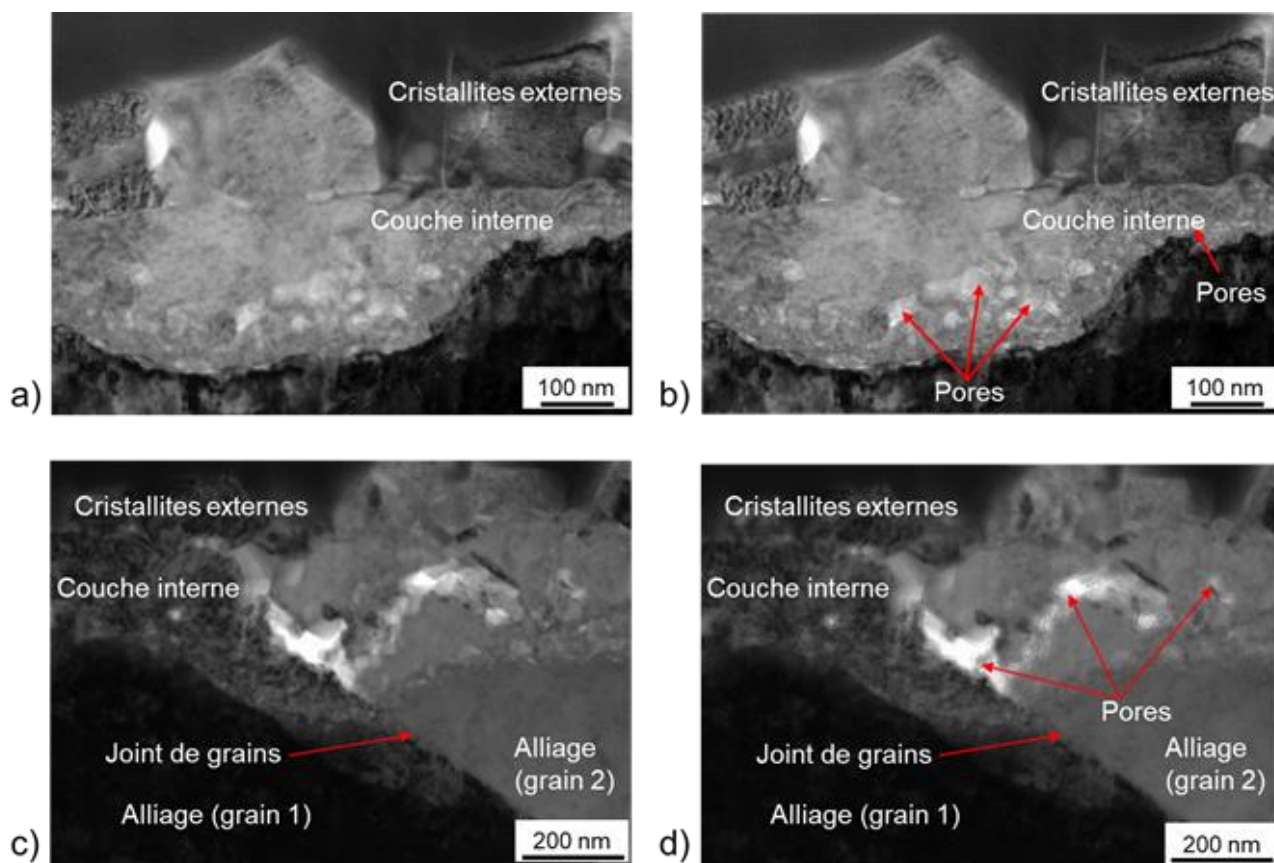 Cristallites externes
Couche interne
100 nm
a)
Cristallites externes
Couche interne
Pores
Pores
100 nm
b)
Cristallites externes
Couche interne
Joint de grains
Alliage
(grain 2)
Alliage (grain 1)
200 nm
c)
Cristallites externes
Couche interne
Pores
Joint de grains
Alliage
(grain 2)
Alliage (grain 1)
200 nm
d)